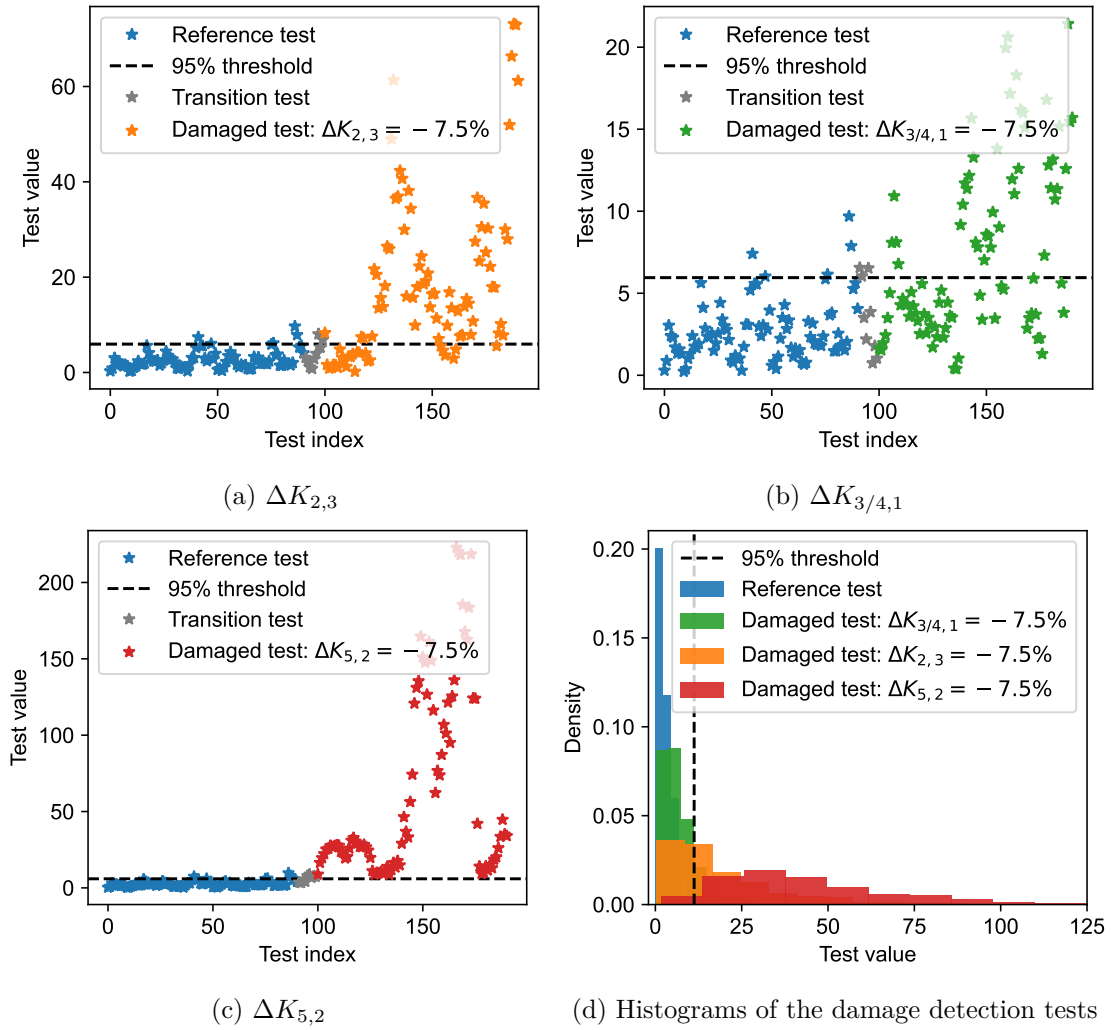 Reference test
95% threshold
Transition test
Damaged test: ΔK2,3 = −7.5%
Test value
60
40
20
0
0 50 100 150
Test index
(a) ΔK2,3
Reference test
95% threshold
Transition test
Damaged test: ΔK3/4,1 = −7.5%
Test value
20
15
10
5
0
0 50 100 150
Test index
(b) ΔK3/4,1
Reference test
95% threshold
Transition test
Damaged test: ΔK5,2 = −7.5%
Test value
200
150
100
50
0
0 50 100 150
Test index
(c) ΔK5,2
95% threshold
Reference test
Damaged test: ΔK3/4,1 = −7.5%
Damaged test: ΔK2,3 = −7.5%
Damaged test: ΔK5,2 = −7.5%
Density
0.20
0.15
0.10
0.05
0.00
0 25 50 75 100 125
Test value
(d) Histograms of the damage detection tests